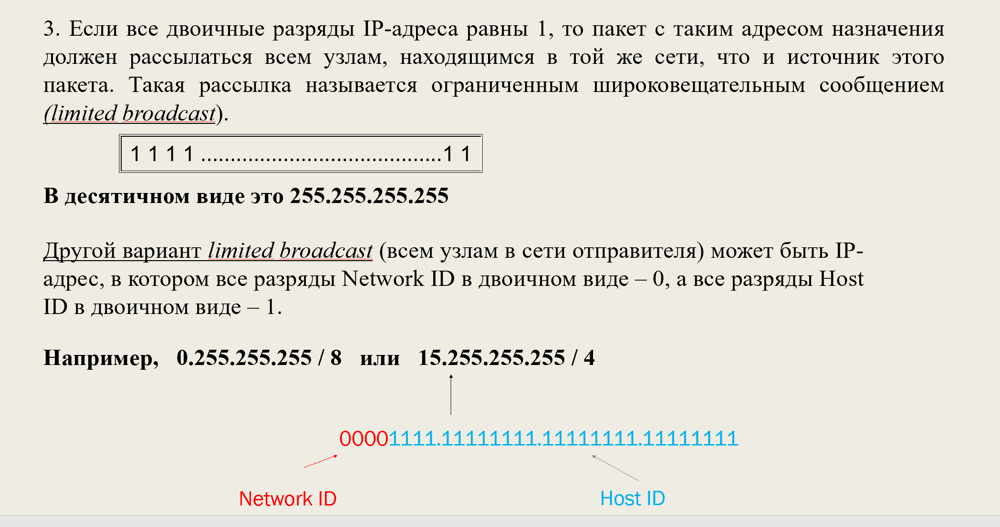 3. Если все двоичные разряды IP-адреса равны 1, то пакет с таким адресом назначения
должен рассылаться всем узлам, находящимся в той же сети, что и источник этого
пакета. Такая рассылка называется ограниченным широковещательным сообщением
(limited broadcast).
1 1 1 1 .........................................1 1
В десятичном виде это 255.255.255.255
Другой вариант limited broadcast (всем узлам в сети отправителя) может быть IP-
адрес, в котором все разряды Network ID в двоичном виде – 0, а все разряды Host
ID в двоичном виде – 1.
Например, 0.255.255.255 / 8 или 15.255.255.255 / 4
00001111.11111111.11111111.11111111
Network ID
Host ID